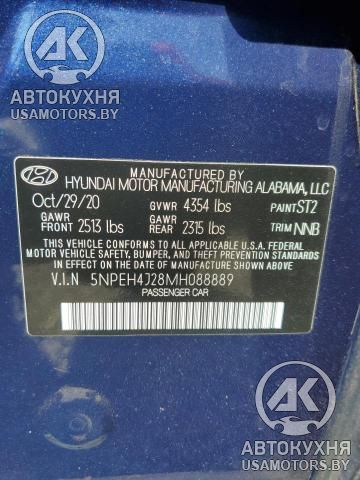 АК
АВТОКУХНЯ
USAMOTORS.BY
MANUFACTURED BY
HYUNDAI MOTOR MANUFACTURING ALABAMA, LLC
Oct/29/20 GVWR 4354 lbs PAINT ST2
GAWR FRONT 2513 lbs GAWR REAR 2315 lbs TRIM NNB
THIS VEHICLE CONFORMS TO ALL APPLICABLE FEDERAL
MOTOR VEHICLE SAFETY, BUMPER, AND THEFT PREVENTION
STANDARDS IN EFFECT ON THE DATE OF MANUFACTURE
SHOWN ABOVE.
V.I.N 5NPEH4J28MH088889
PASSENGER CAR
АК
АВТОКУХНЯ
USAMOTORS.BY